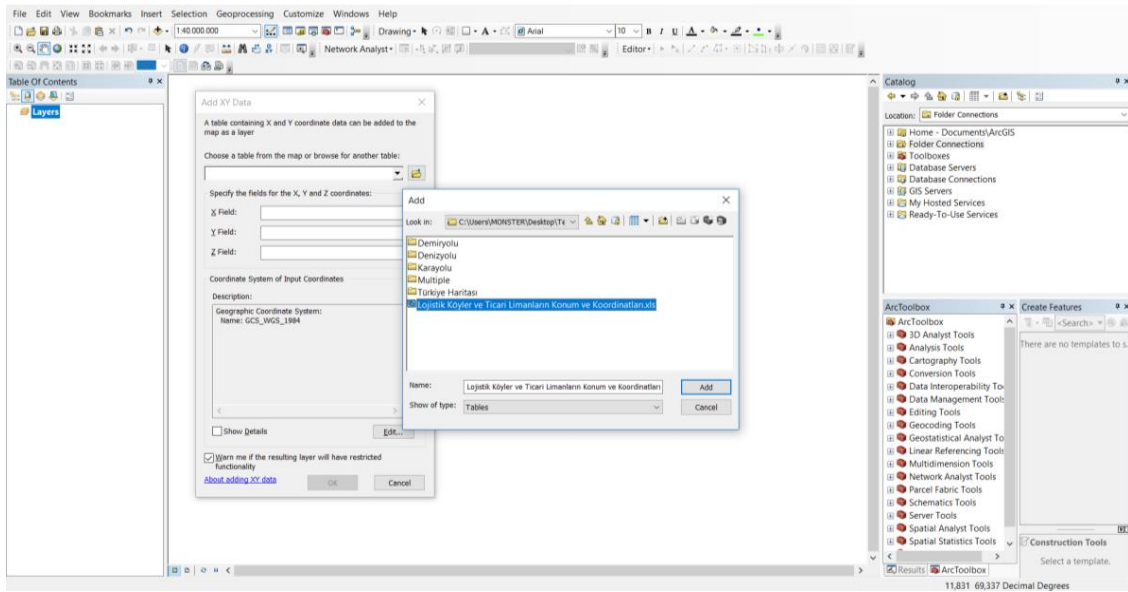 File Edit View Bookmarks Insert Selection Geoprocessing Customize Windows Help
1:40.000.000 Drawing Arial 10 B I U A
Network Analyst Editor
Table Of Contents
Layers
Add XY Data
A table containing X and Y coordinate data can be added to the
map as a layer
Choose a table from the map or browse for another table:
Specify the fields for the X, Y and Z coordinates:
X Field:
Y Field:
Z Field:
Coordinate System of Input Coordinates
Description:
Geographic Coordinate System:
Name: GCS_WGS_1984
Show Details
Edit...
Warn me if the resulting layer will have restricted
functionality
About adding XY data
OK
Cancel
Add
Look in: C:\Users\MONSTER\Desktop\Te
Demiryolu
Denizyolu
Karayolu
Multiple
Türkiye Haritası
Lojistik Köyler ve Ticari Limanların Konum ve Koordinatları.xls
Name: Lojistik Köyler ve Ticari Limanların Konum ve Koordinatları
Add
Show of type: Tables
Cancel
Catalog
Location: Folder Connections
Home - Documents\ArcGIS
Folder Connections
Toolboxes
Database Servers
Database Connections
GIS Servers
My Hosted Services
Ready-To-Use Services
ArcToolbox
ArcToolbox
3D Analyst Tools
Analysis Tools
Cartography Tools
Conversion Tools
Data Interoperability To
Data Management Tools
Editing Tools
Geocoding Tools
Geostatistical Analyst To
Linear Referencing Tools
Multidimension Tools
Network Analyst Tools
Parcel Fabric Tools
Schematics Tools
Server Tools
Spatial Analyst Tools
Spatial Statistics Tools
Results ArcToolbox
Create Features
<Search>
There are no templates to s
Construction Tools
Select a template.
11,831 69,337 Decimal Degrees